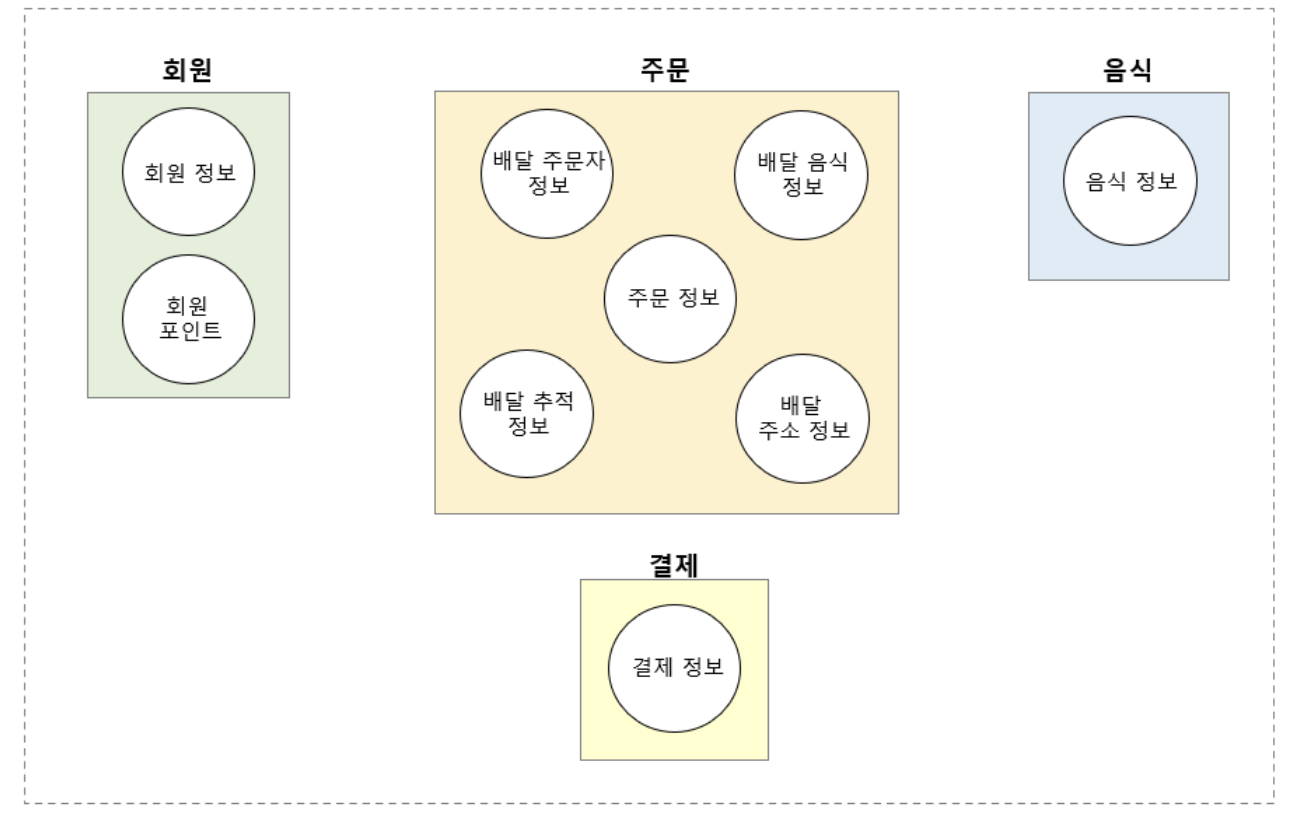 회원
회원 정보
회원
포인트
주문
배달 주문자
정보
배달 음식
정보
주문 정보
배달 추적
정보
배달
주소 정보
음식
음식 정보
결제
결제 정보